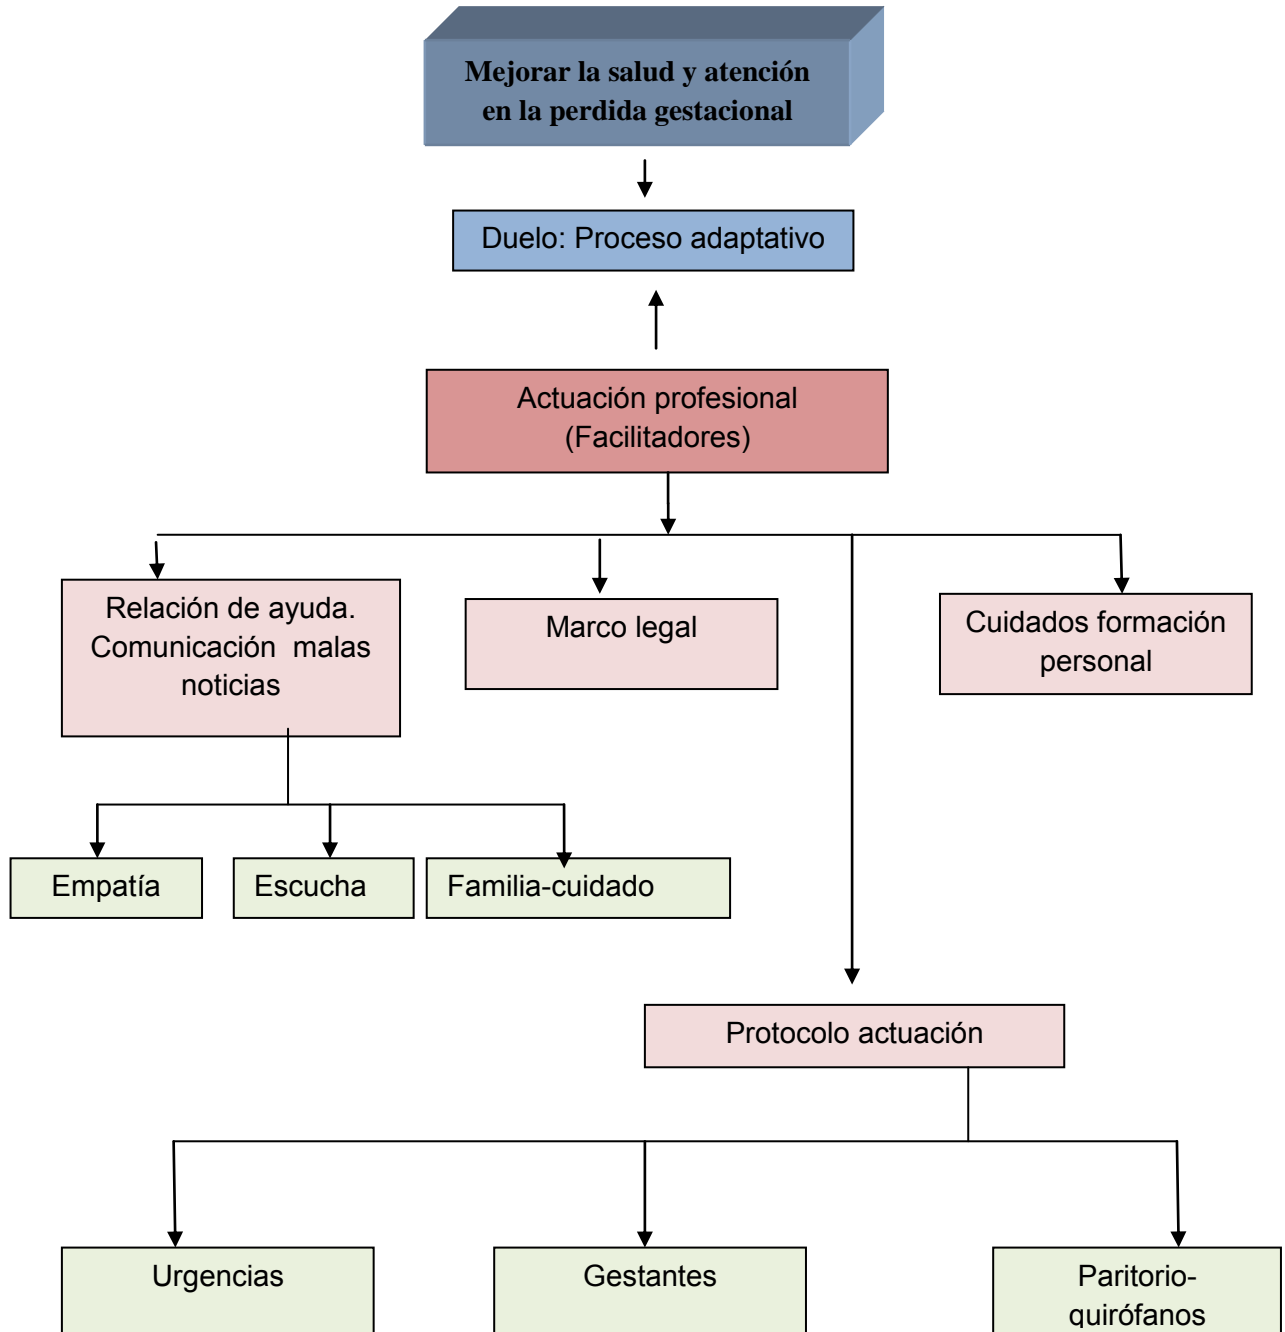 Mejorar la salud y atención
en la perdida gestacional
Duelo: Proceso adaptativo
Actuación profesional
(Facilitadores)
Relación de ayuda.
Comunicación  malas
noticias
Marco legal
Cuidados formación
personal
Empatía
Escucha
Familia-cuidado
Protocolo actuación
Urgencias
Gestantes
Paritorio-
quirófanos